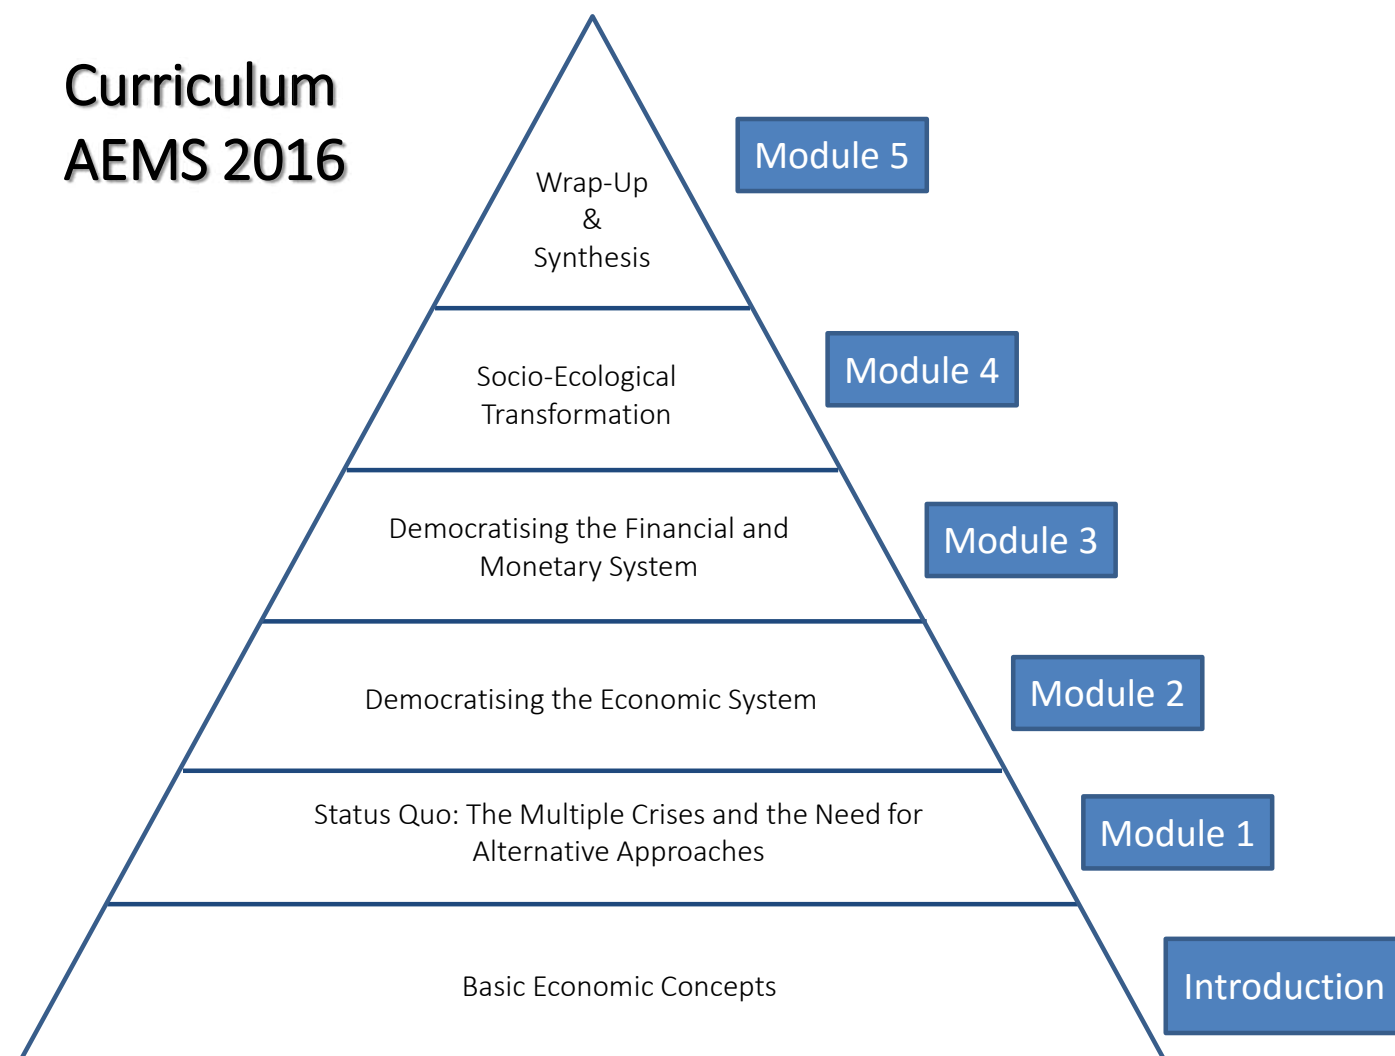 Curriculum
AEMS 2016
Module 5
Wrap-Up
&
Synthesis
Module 4
Socio-Ecological
Transformation
Module 3
Democratising the Financial and
Monetary System
Module 2
Democratising the Economic System
Module 1
Status Quo: The Multiple Crises and the Need for
Alternative Approaches
Introduction
Basic Economic Concepts